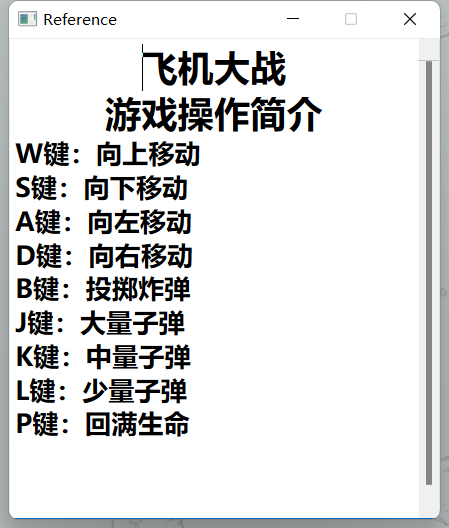 Reference
飞机大战
游戏操作简介
W键：向上移动
S键：向下移动
A键：向左移动
D键：向右移动
B键：投掷炸弹
J键：大量子弹
K键：中量子弹
L键：少量子弹
P键：回满生命